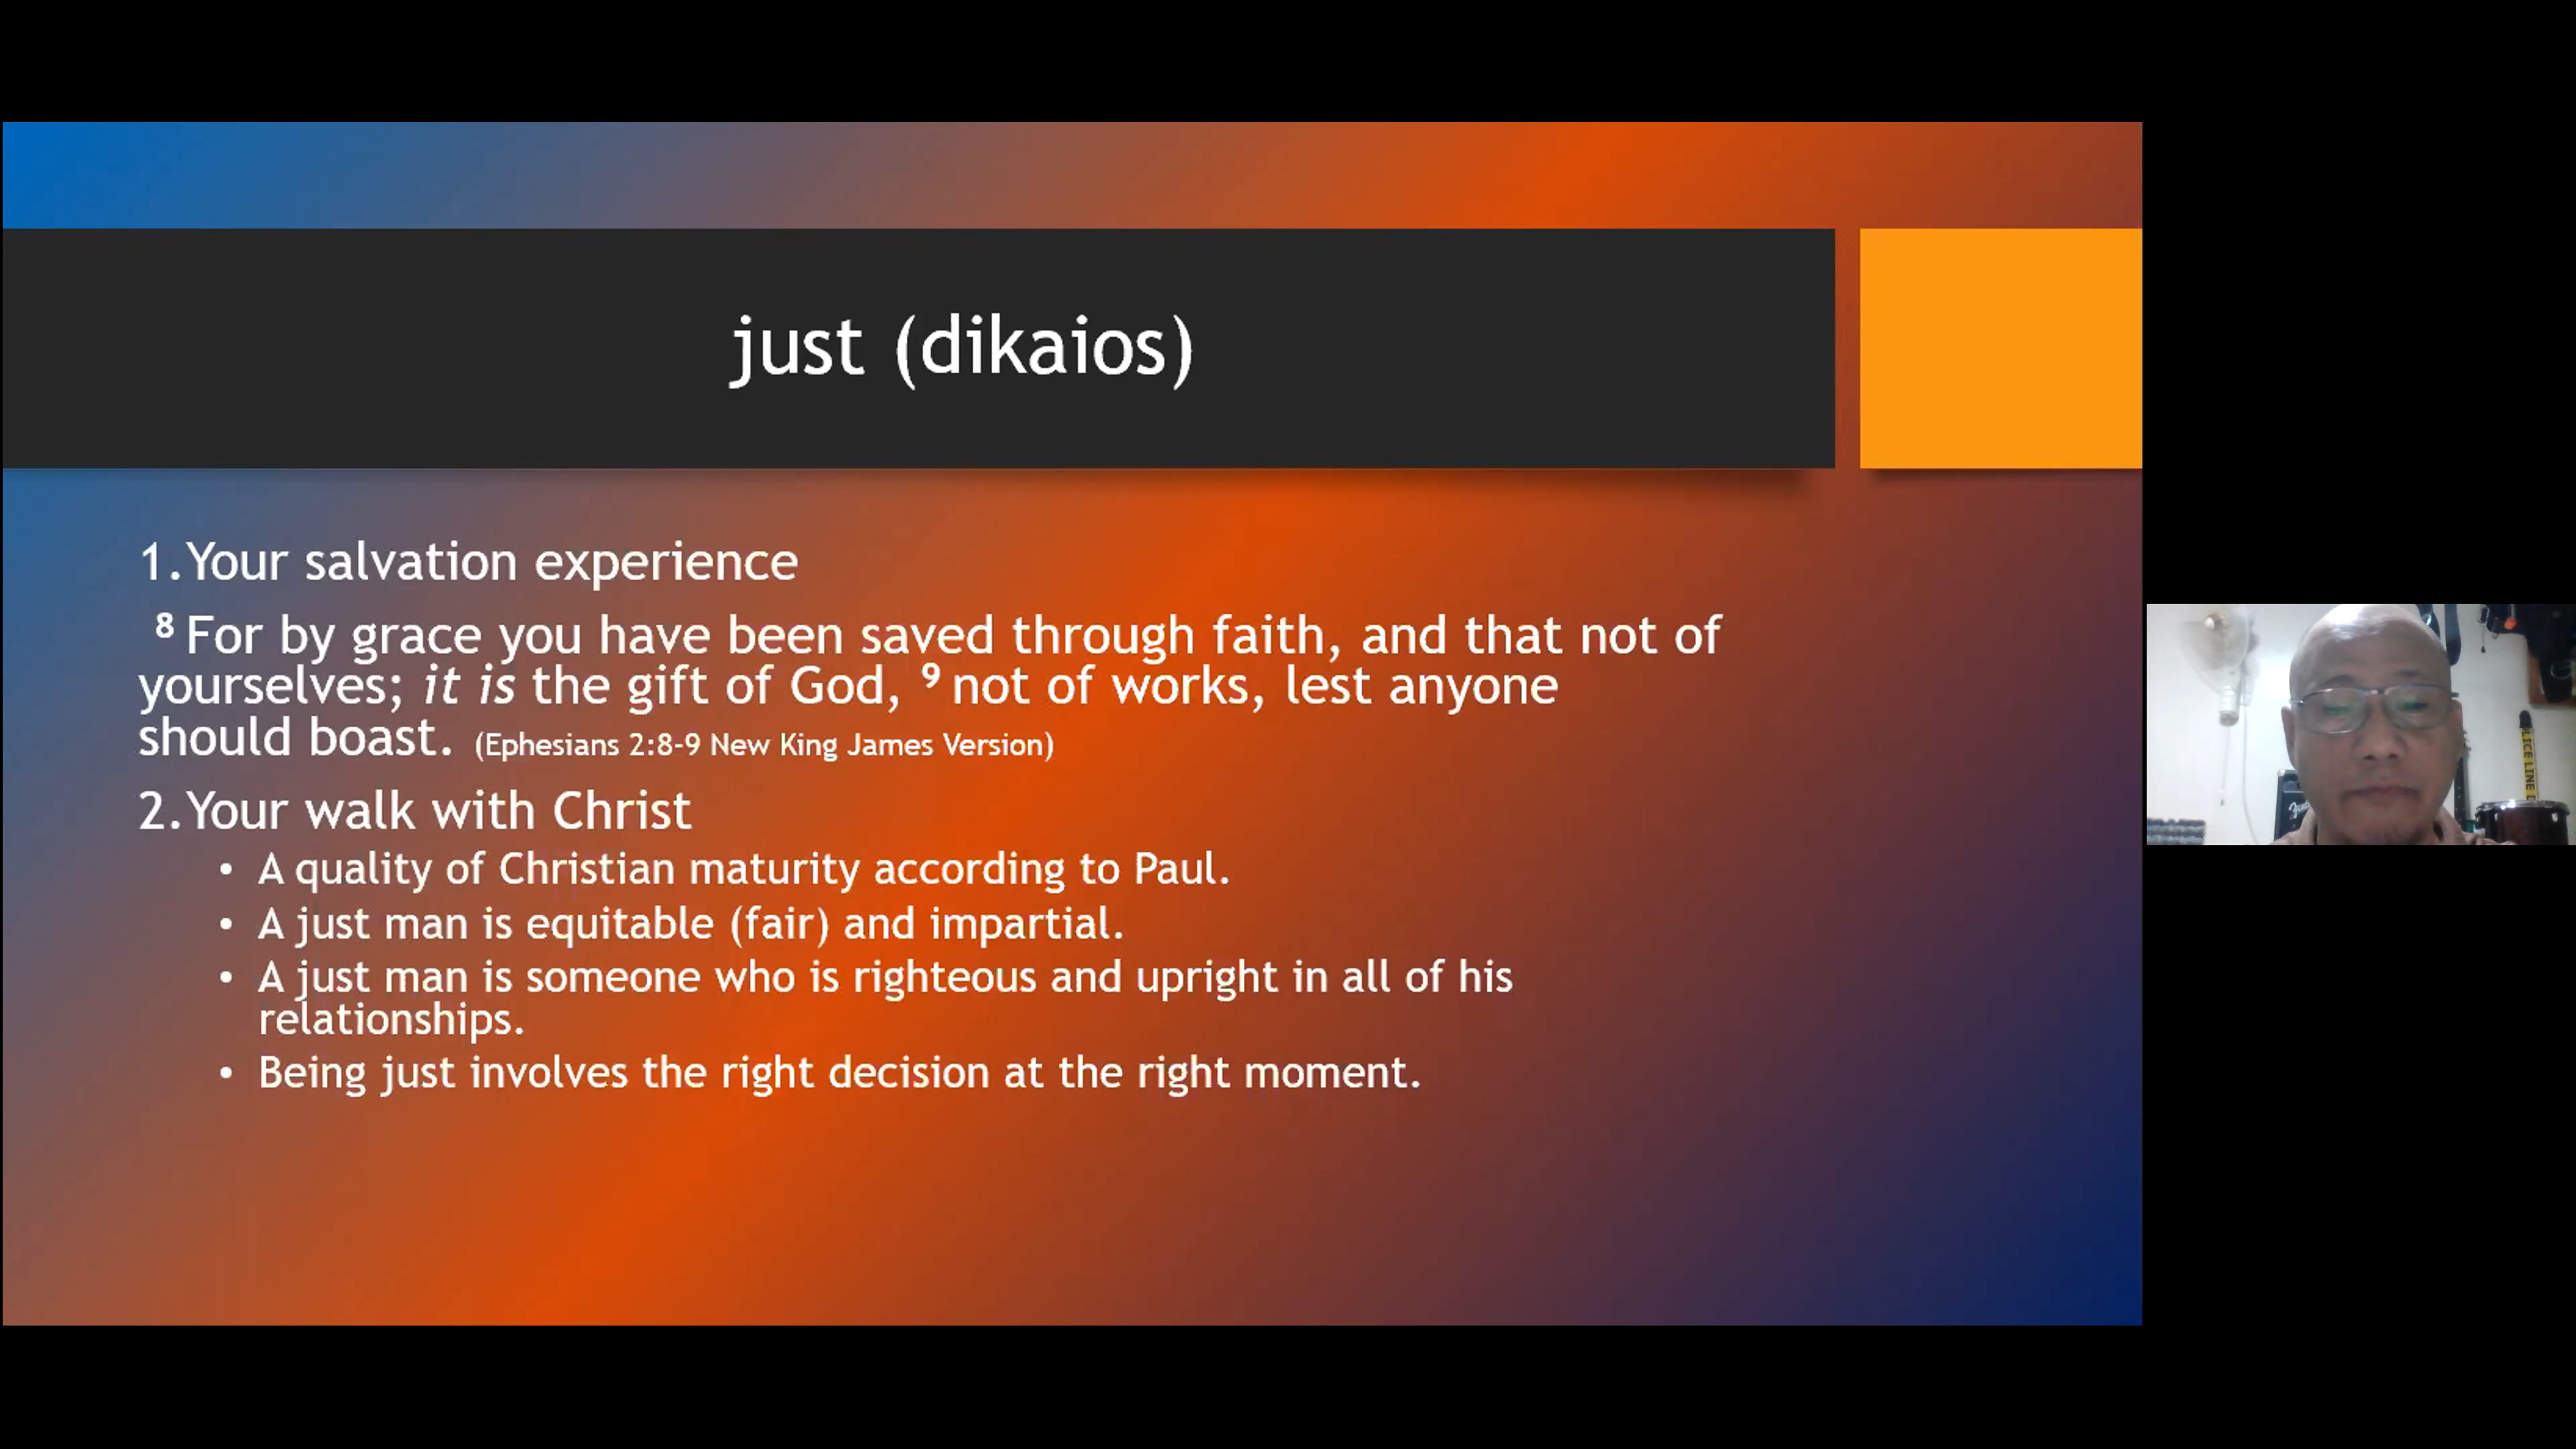 just (dikaios)
1.Your salvation experience
8 For by grace you have been saved through faith, and that not of
yourselves; it is the gift of God, 9 not of works, lest anyone
should boast. (Ephesians 2:8-9 New King James Version)
2.Your walk with Christ
• A quality of Christian maturity according to Paul.
• A just man is equitable (fair) and impartial.
• A just man is someone who is righteous and upright in all of his
relationships.
• Being just involves the right decision at the right moment.
LICE LINE